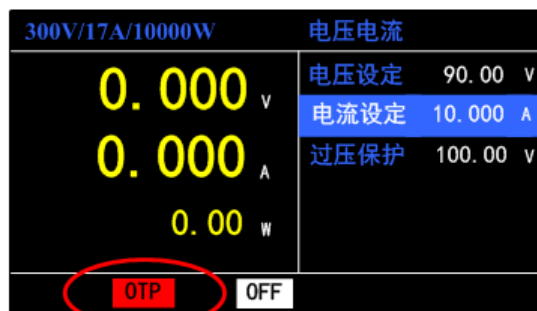 300V/17A/10000W
电压电流
0.000 V
0.000 A
0.00 W
电压设定 90.00 V
电流设定 10.000 A
过压保护 100.00 V
OTP
OFF